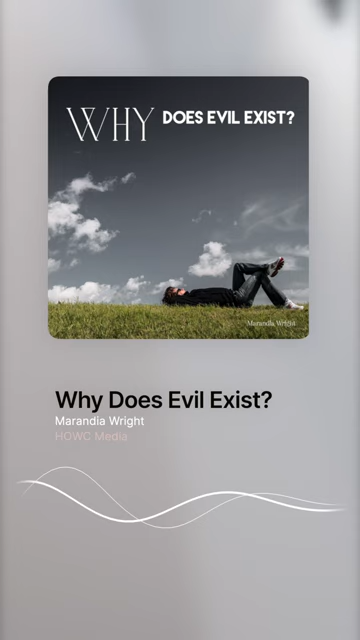 WHY DOES EVIL EXIST?
Marandia Wright
Why Does Evil Exist?
Marandia Wright
HOWC Media